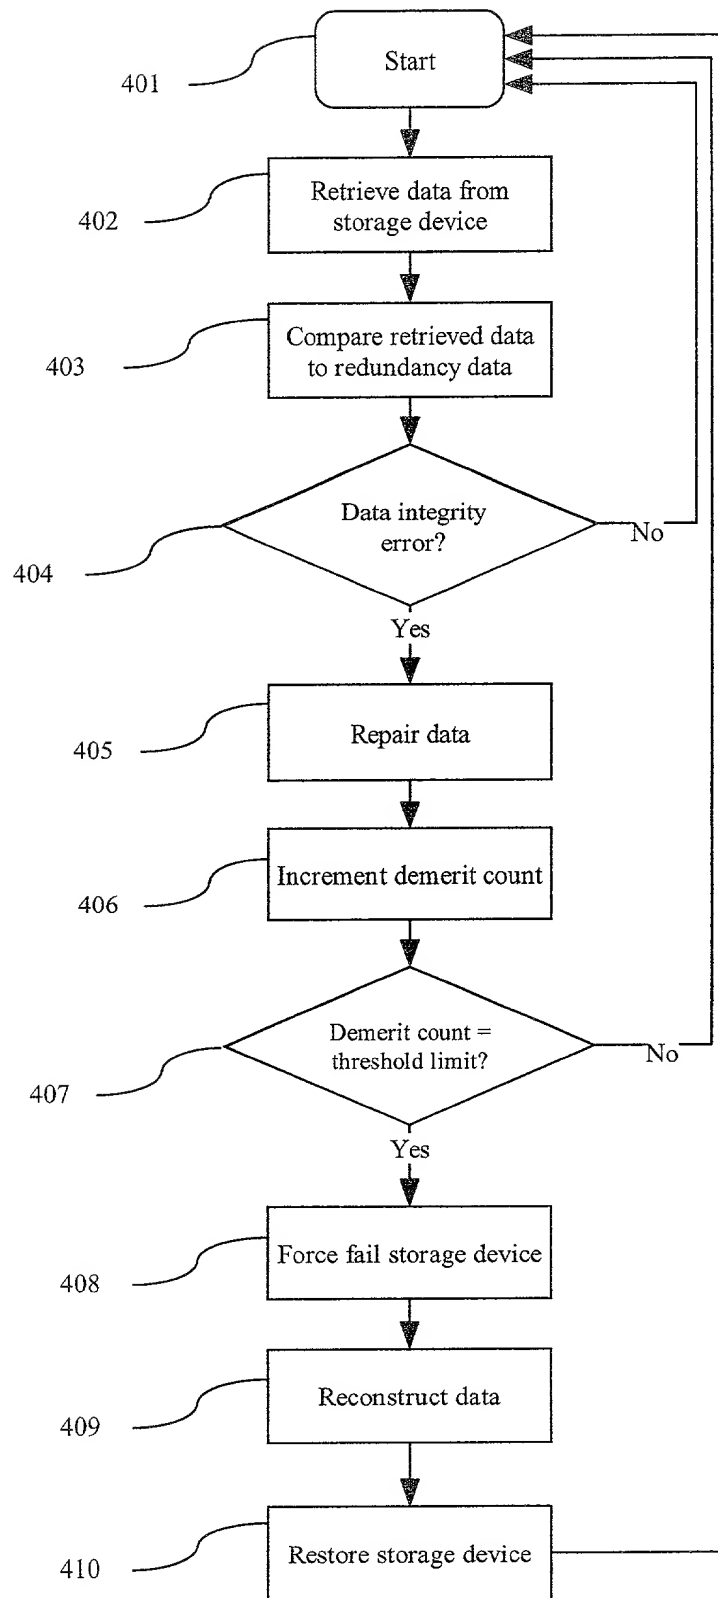 Start
401
Retrieve data from
storage device
402
Compare retrieved data
to redundancy data
403
Data integrity
error?
No
404
Yes
Repair data
405
Increment demerit count
406
Demerit count =
threshold limit?
No
407
Yes
Force fail storage device
408
Reconstruct data
409
Restore storage device
410